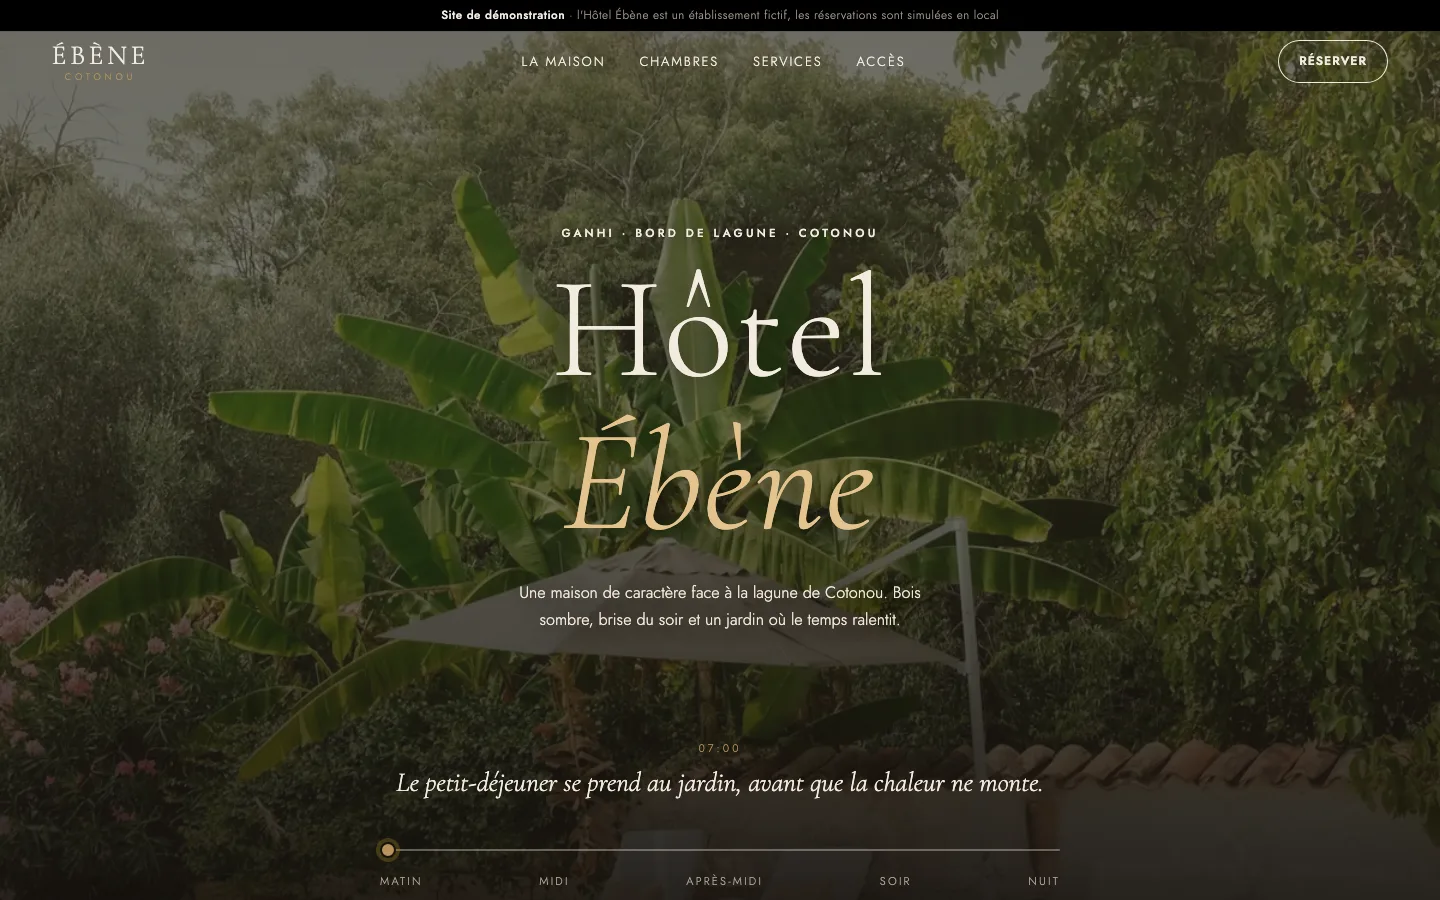 Site de démonstration · l'Hôtel Ébène est un établissement fictif, les réservations sont simulées en local
ÉBÈNE
COTONOU
LA MAISON
CHAMBRES
SERVICES
ACCÈS
RÉSERVER
GANHI · BORD DE LAGUNE · COTONOU
Hôtel
Ébène
Une maison de caractère face à la lagune de Cotonou. Bois
sombre, brise du soir et un jardin où le temps ralentit.
07:00
Le petit-déjeuner se prend au jardin, avant que la chaleur ne monte.
MATIN
MIDI
APRÈS-MIDI
SOIR
NUIT